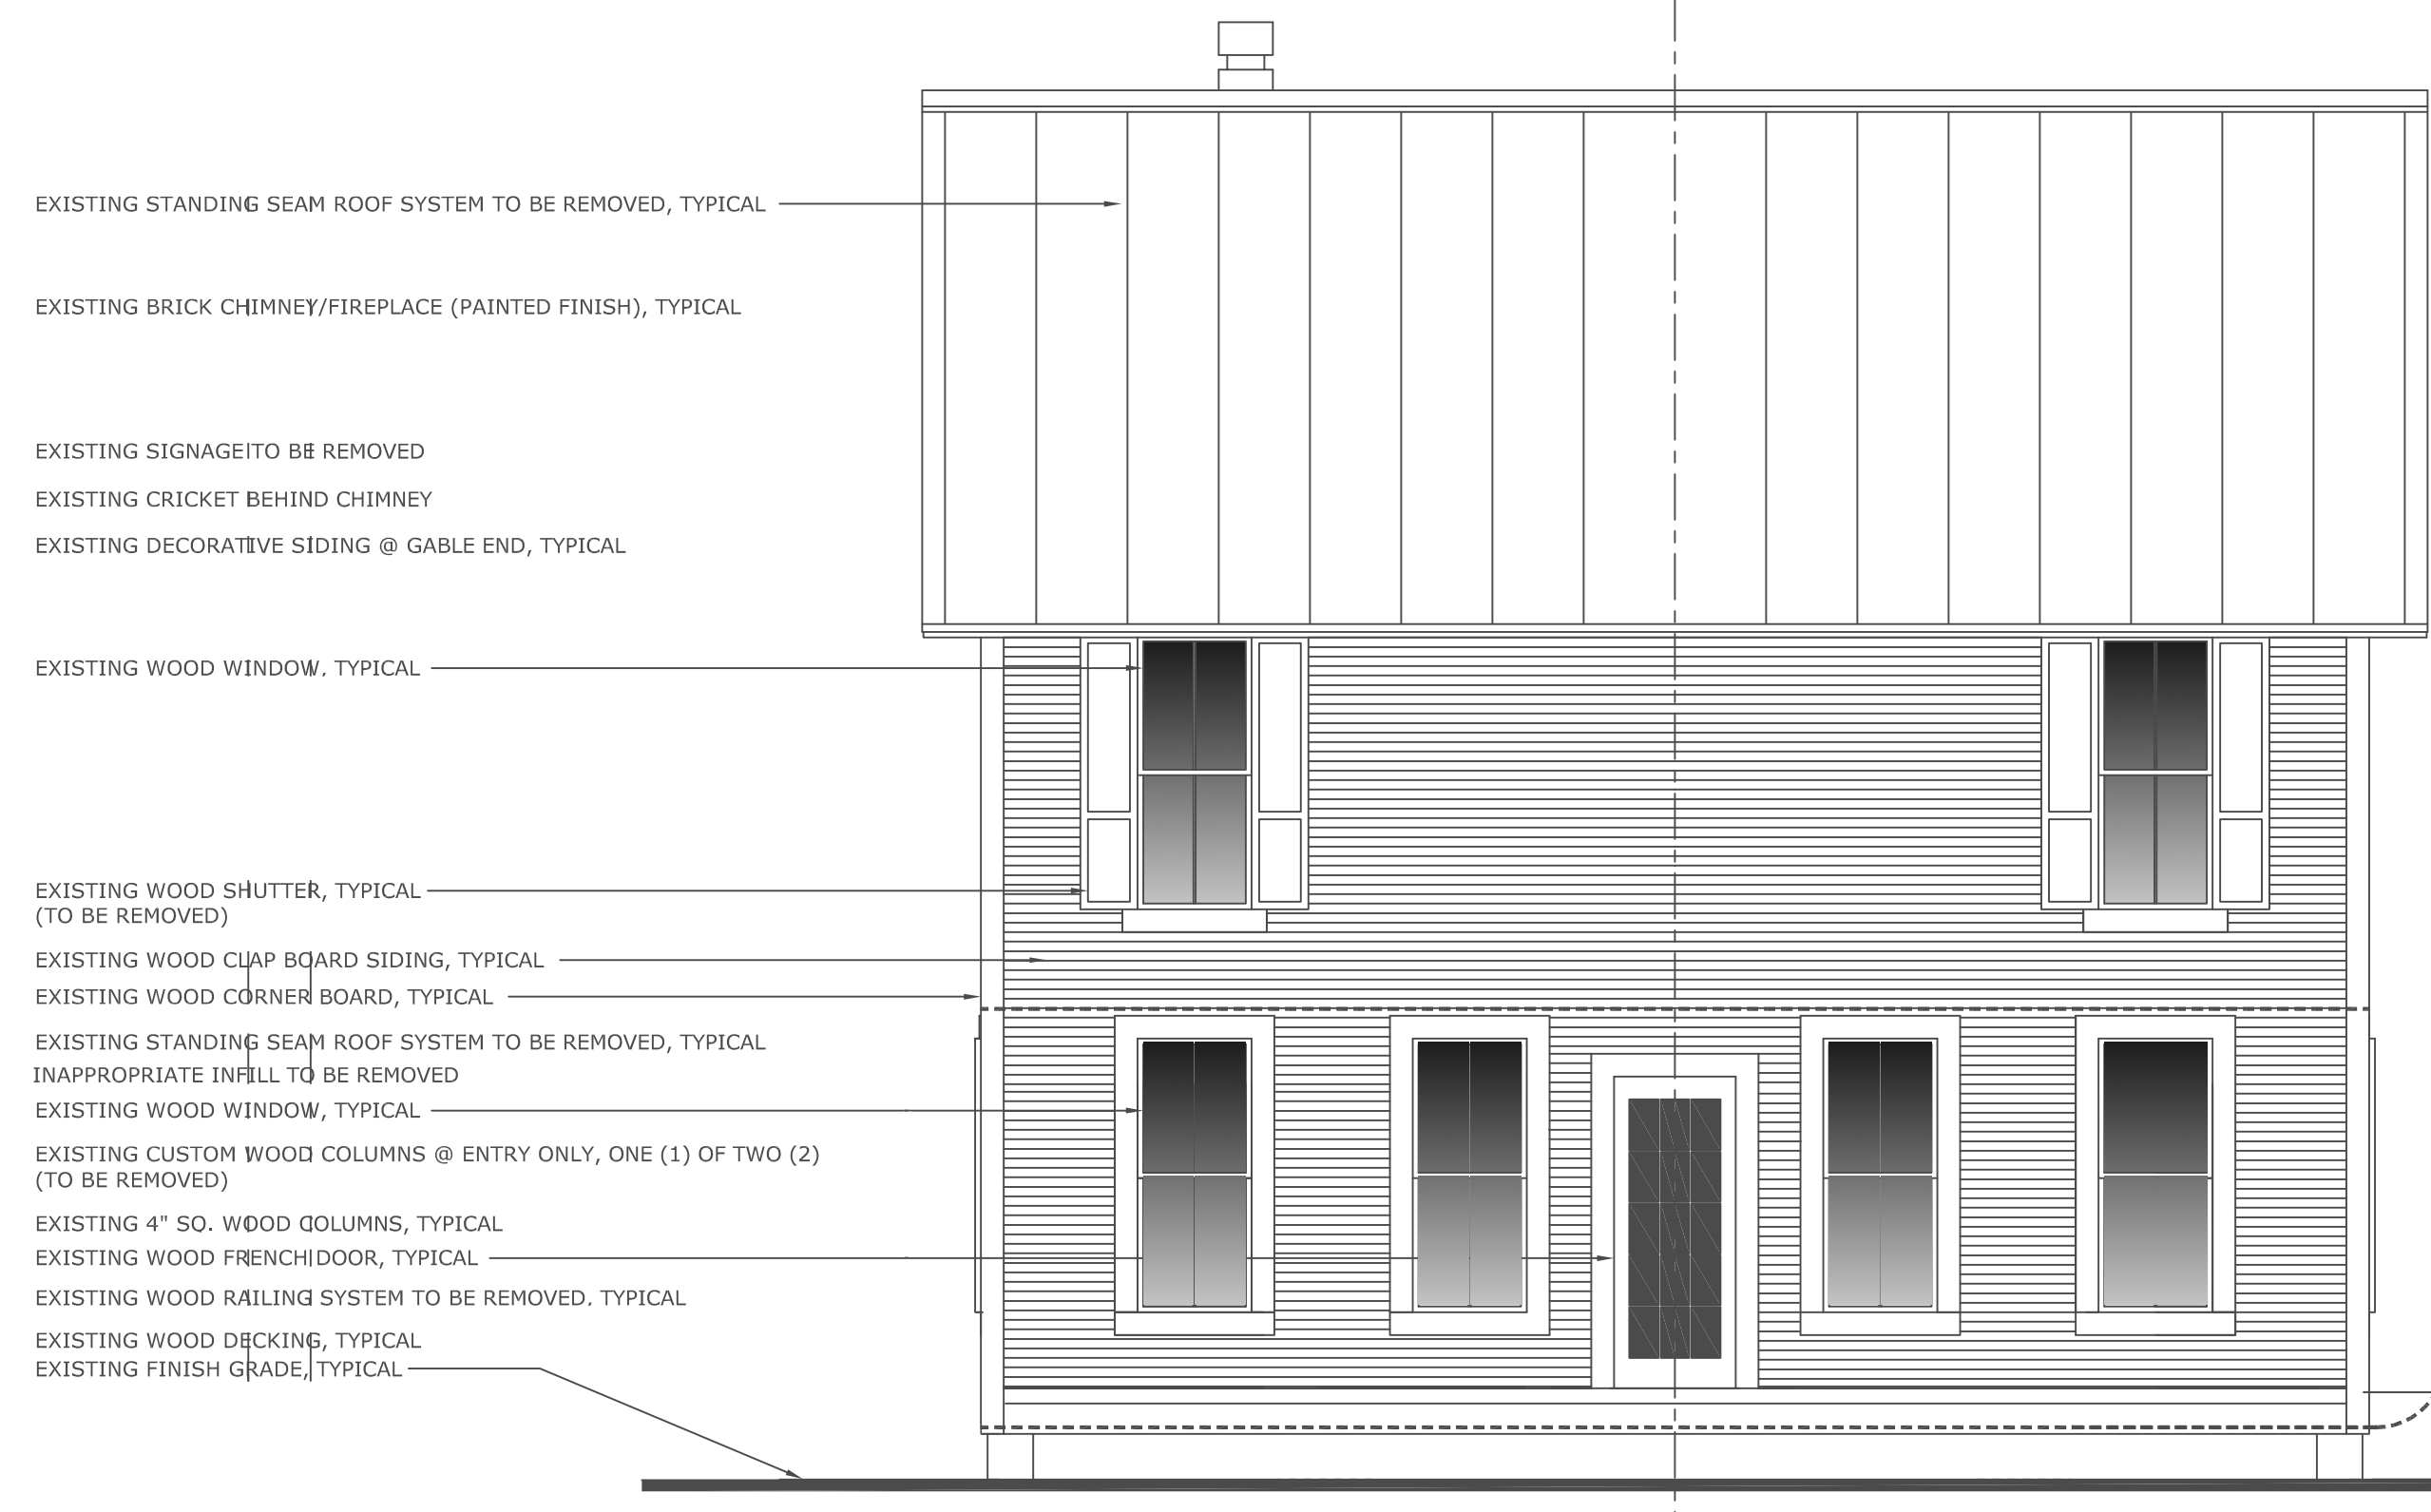 EXISTING STANDING SEAM ROOF SYSTEM TO BE REMOVED, TYPICAL
EXISTING BRICK CHIMNEY/FIREPLACE (PAINTED FINISH), TYPICAL
EXISTING SIGNAGE TO BE REMOVED
EXISTING CRICKET BEHIND CHIMNEY
EXISTING DECORATIVE SIDING @ GABLE END, TYPICAL
EXISTING WOOD WINDOW, TYPICAL
EXISTING WOOD SHUTTER, TYPICAL
(TO BE REMOVED)
EXISTING WOOD CLAP BOARD SIDING, TYPICAL
EXISTING WOOD CORNER BOARD, TYPICAL
EXISTING STANDING SEAM ROOF SYSTEM TO BE REMOVED, TYPICAL
INAPPROPRIATE INFILL TO BE REMOVED
EXISTING WOOD WINDOW, TYPICAL
EXISTING CUSTOM WOOD COLUMNS @ ENTRY ONLY, ONE (1) OF TWO (2)
(TO BE REMOVED)
EXISTING 4" SQ. WOOD COLUMNS, TYPICAL
EXISTING WOOD FRENCH DOOR, TYPICAL
EXISTING WOOD RAILING SYSTEM TO BE REMOVED, TYPICAL
EXISTING WOOD DECKING, TYPICAL
EXISTING FINISH GRADE, TYPICAL